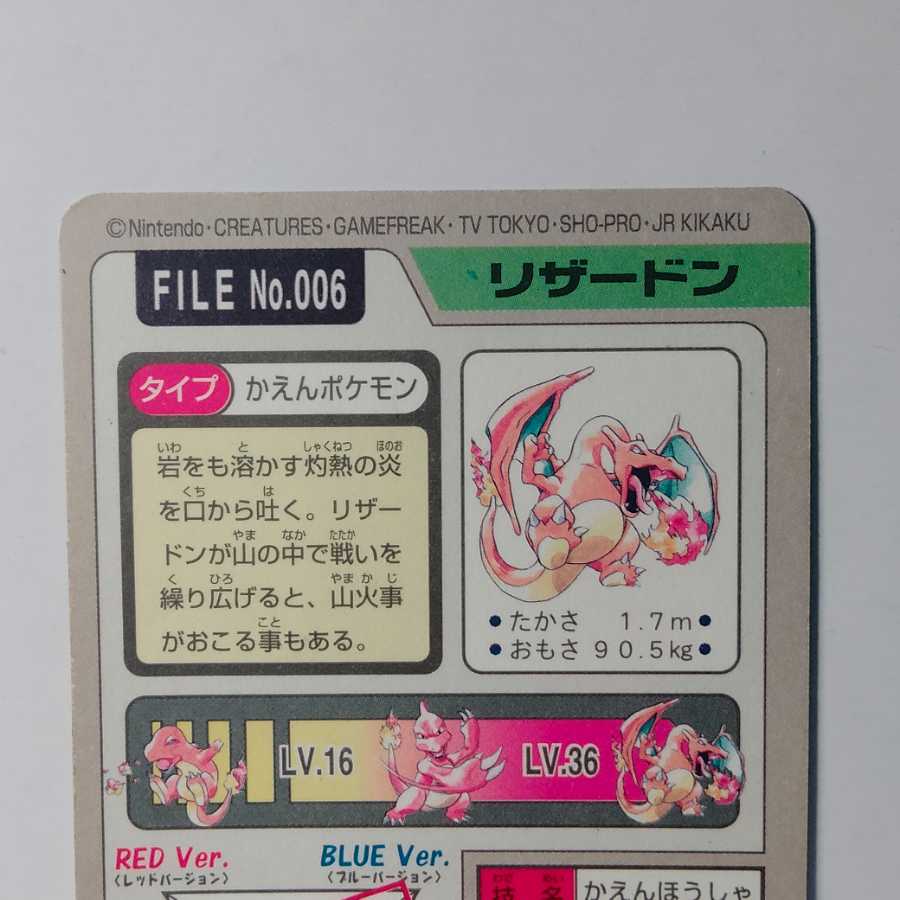 ©Nintendo・CREATURES・GAMEFREAK・TV TOKYO・SHO-PRO・JR KIKAKU
FILE No.006
リザードン
タイプ かえんポケモン
いわ と しゃくねつ ほのお
岩をも溶かす灼熱の炎
くち は
を口から吐く。リザー
やま なか たたか
ドンが山の中で戦いを
く ひろ やまかじ
繰り広げると、山火事
こと
がおこる事もある。
●たかさ 1.7m●
●おもさ 90.5kg●
LV.16
LV.36
RED Ver.
〈レッドバージョン〉
BLUE Ver.
〈ブルーバージョン〉
わざ めい
技 名
かえんほうしゃ